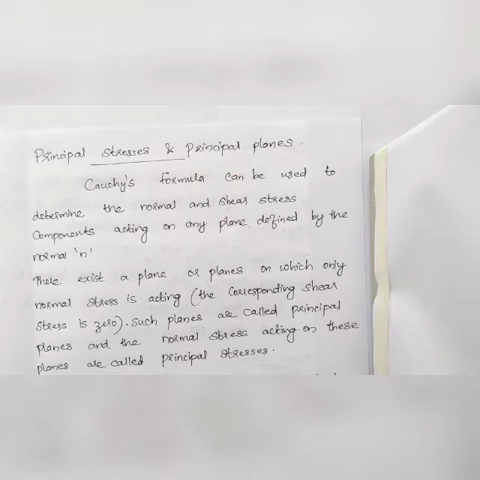 Principal stresses & Principal planes.
Cauchy's formula can be used to
determine the normal and shear stress
Components acting on any plane defined by the
normal 'n'
There exist a plane or planes on which only
normal stress is acting (the corresponding shear
stress is zero). Such planes are called principal
planes and the normal stress acting on these
planes are called principal stresses.